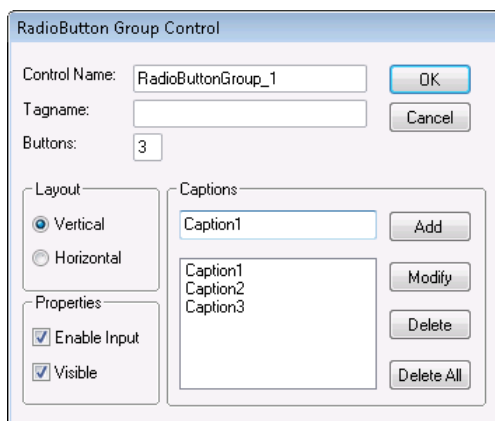 RadioButton Group Control
Control Name: RadioButtonGroup_1
OK
Tagname:
Cancel
Buttons: 3
Layout
Vertical
Horizontal
Properties
Enable Input
Visible
Captions
Caption1
Add
Caption1
Caption2
Caption3
Modify
Delete
Delete All